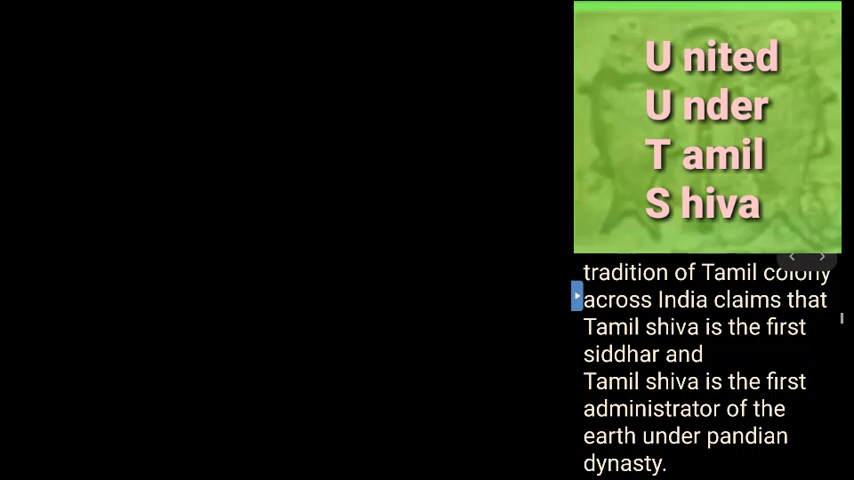 U nited
U nder
T amil
S hiva
tradition of Tamil colony
across India claims that
Tamil shiva is the first
siddhar and
Tamil shiva is the first
administrator of the
earth under pandian
dynasty.